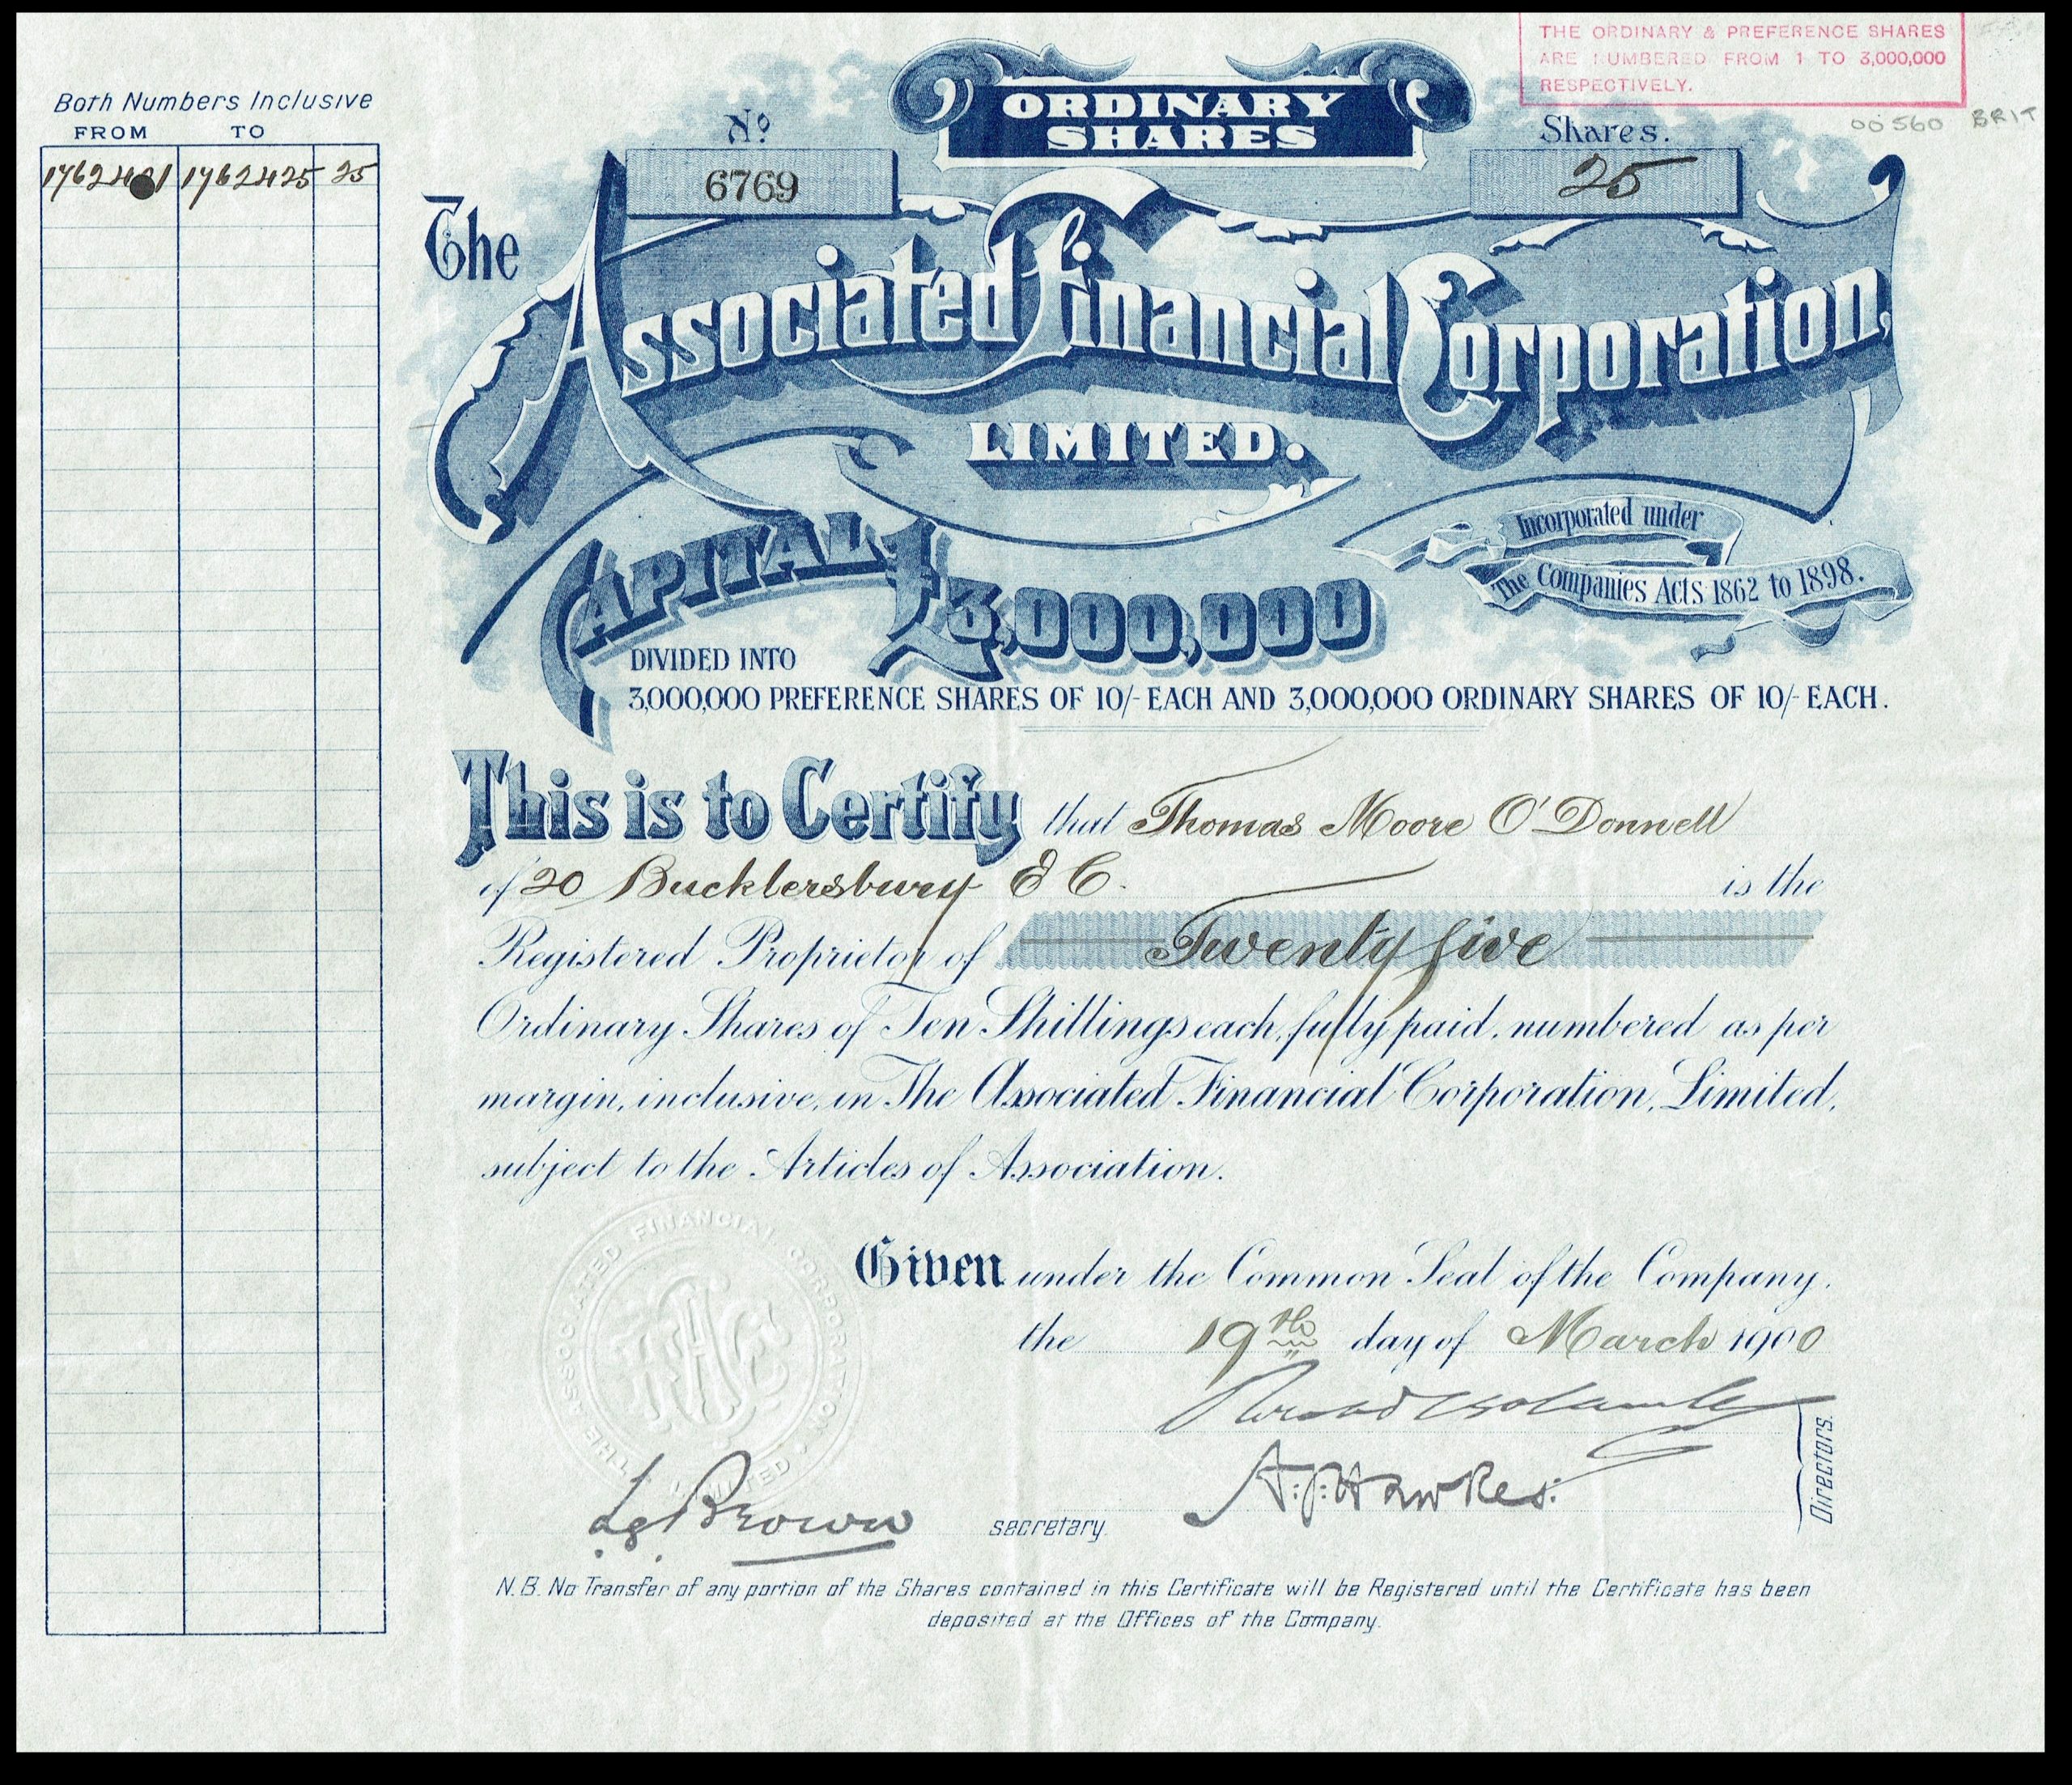 THE ORDINARY & PREFERENCE SHARES
ARE NUMBERED FROM 1 TO 3,000,000
RESPECTIVELY.
00560 BRIT
Both Numbers Inclusive
FROM TO
1762401 1762425 25
No
6769
ORDINARY
SHARES
Shares.
25
The Associated Financial Corporation,
LIMITED.
Incorporated under
The Companies Acts 1862 to 1898.
CAPITAL £3,000,000
DIVIDED INTO
3,000,000 PREFERENCE SHARES OF 10/- EACH AND 3,000,000 ORDINARY SHARES OF 10/- EACH.
This is to Certify that Thomas Moore O'Donnell
of 20 Bucklersbury E C. is the
Registered Proprietor of Twenty five
Ordinary Shares of Ten Shillings each, fully paid, numbered as per
margin, inclusive, in The Associated Financial Corporation, Limited,
subject to the Articles of Association.
THE ASSOCIATED FINANCIAL CORPORATION LIMITED
Given under the Common Seal of the Company,
the 19th day of March 1900
A. J. Hawkes.
Directors.
Brown secretary.
N.B. No Transfer of any portion of the Shares contained in this Certificate will be Registered until the Certificate has been
deposited at the Offices of the Company.